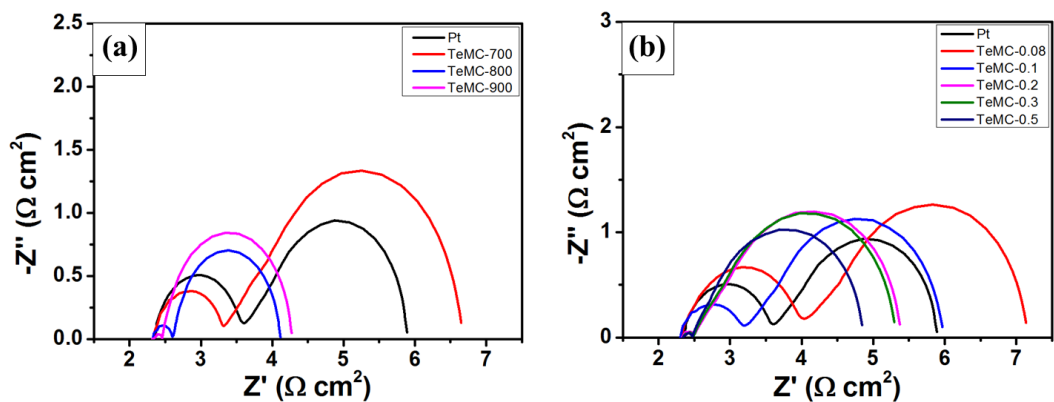 (a)
Pt
TeMC-700
TeMC-800
TeMC-900
2.5
2.0
1.5
1.0
0.5
0.0
-Z'' (Ω cm2)
2 3 4 5 6 7
Z' (Ω cm2)
(b)
Pt
TeMC-0.08
TeMC-0.1
TeMC-0.2
TeMC-0.3
TeMC-0.5
3
2
1
0
-Z'' (Ω cm2)
2 3 4 5 6 7
Z' (Ω cm2)